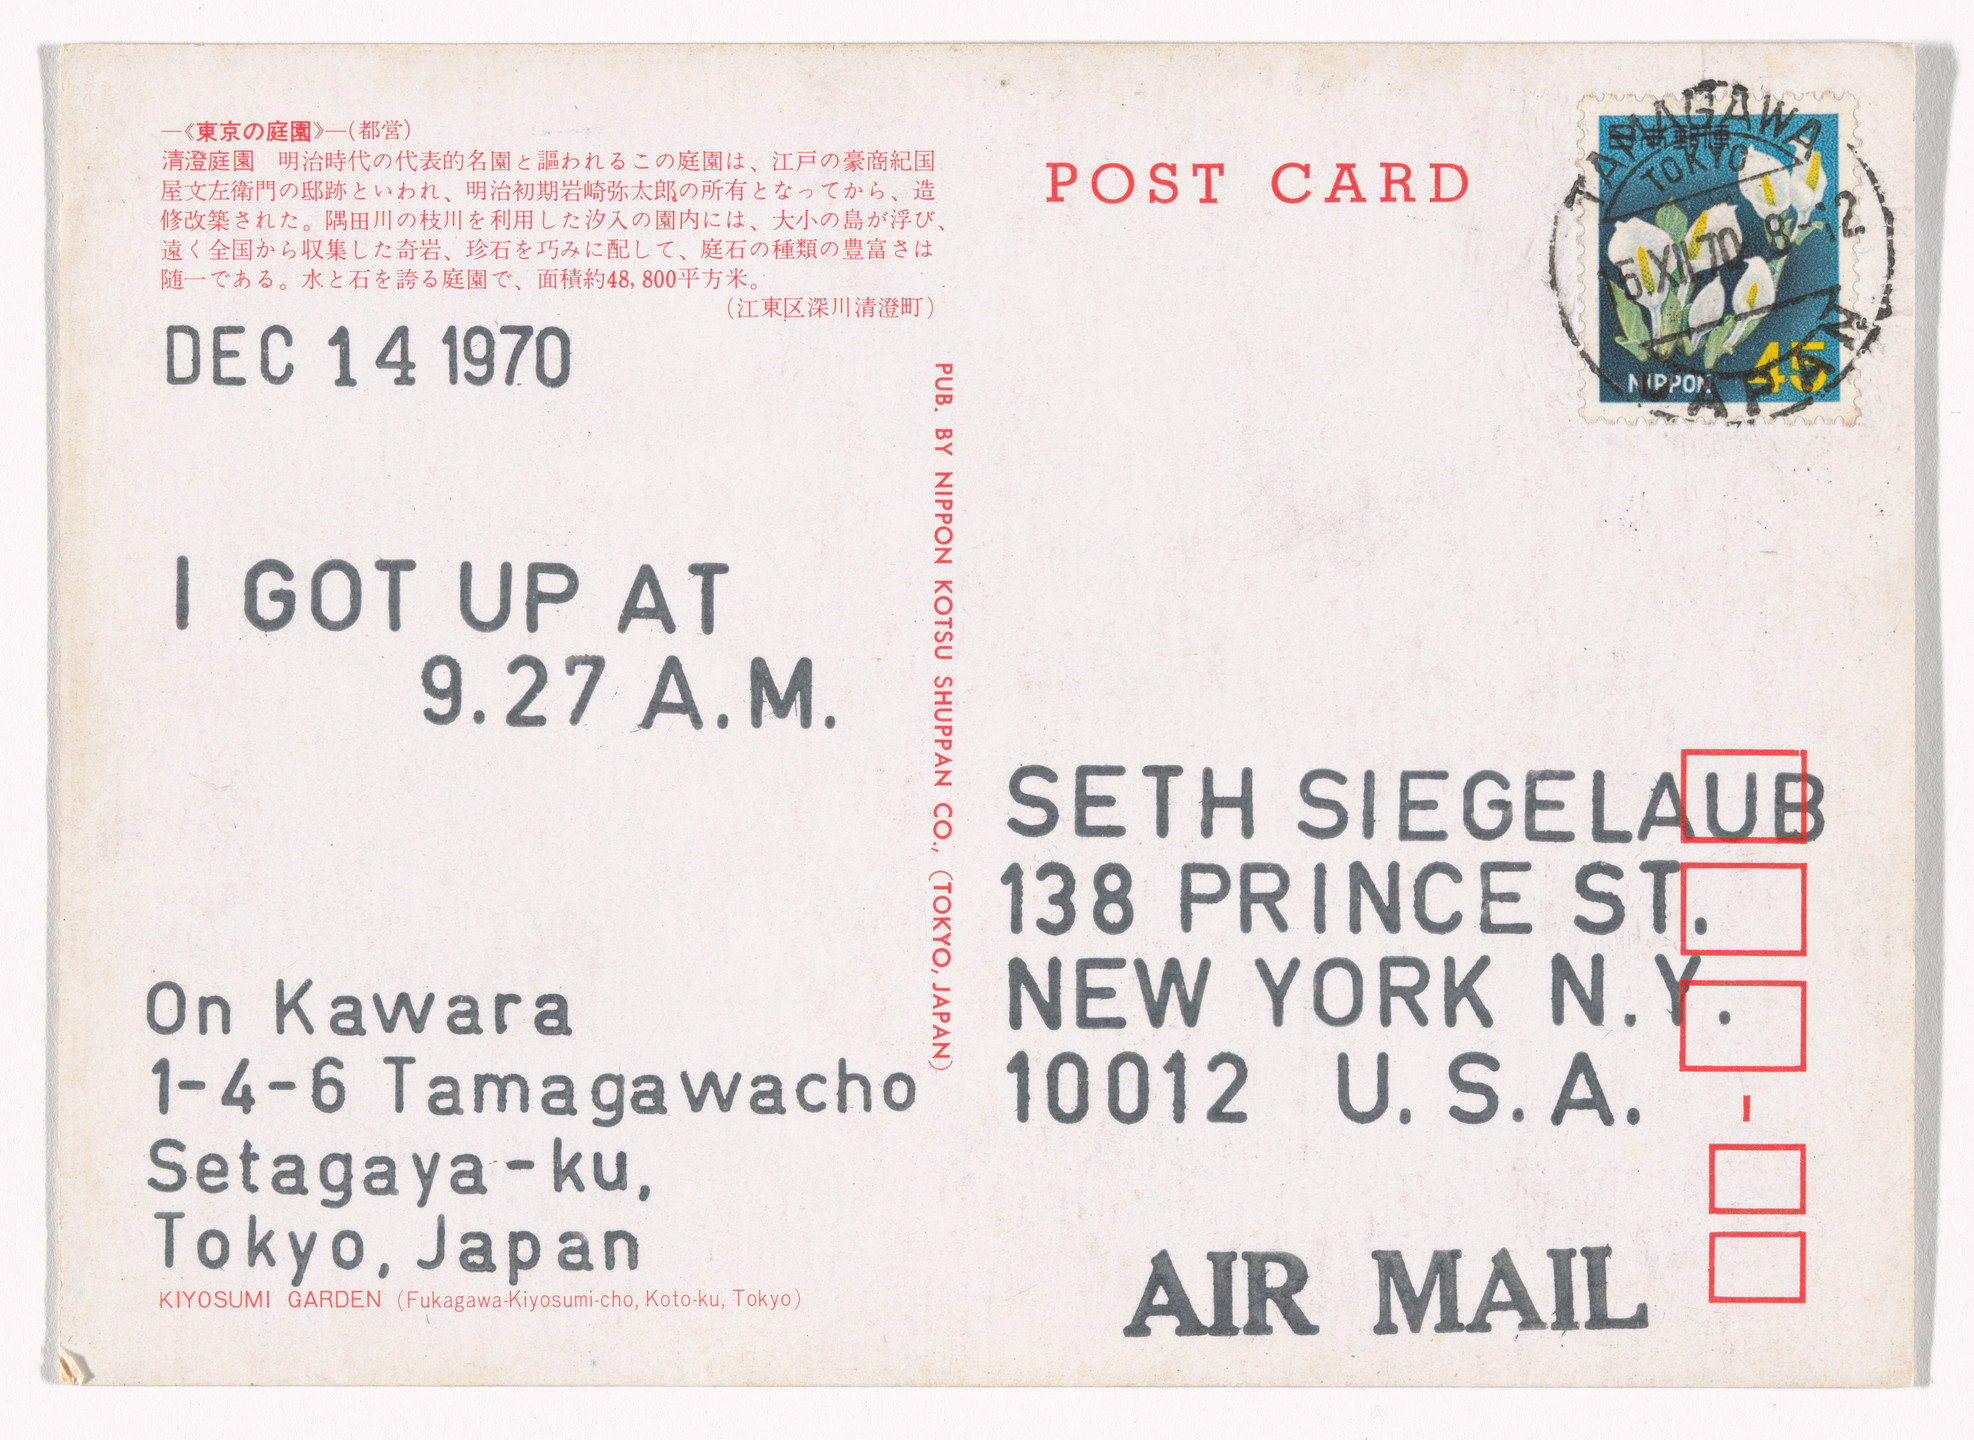 —《東京の庭園》—(都営)
清澄庭園　明治時代の代表的名園と謳われるこの庭園は、江戸の豪商紀国
屋文左衛門の邸跡といわれ、明治初期岩崎弥太郎の所有となってから、造
修改築された。隅田川の枝川を利用した汐入の園内には、大小の島が浮び、
遠く全国から収集した奇岩、珍石を巧みに配して、庭石の種類の豊富さは
随一である。水と石を誇る庭園で、面積約48,800平方米。
(江東区深川清澄町)
DEC 14 1970
I GOT UP AT
9.27 A.M.
On Kawara
1-4-6 Tamagawacho
Setagaya-ku,
Tokyo, Japan
KIYOSUMI GARDEN (Fukagawa-Kiyosumi-cho, Koto-ku, Tokyo)
PUB. BY NIPPON KOTSU SHUPPAN CO., (TOKYO, JAPAN)
POST CARD
日本郵便
NIPPON 45
TAMAGAWA
TOKYO
XII 70 8-12
JAPAN
SETH SIEGELAUB
138 PRINCE ST.
NEW YORK N.Y.
10012 U.S.A.
AIR MAIL